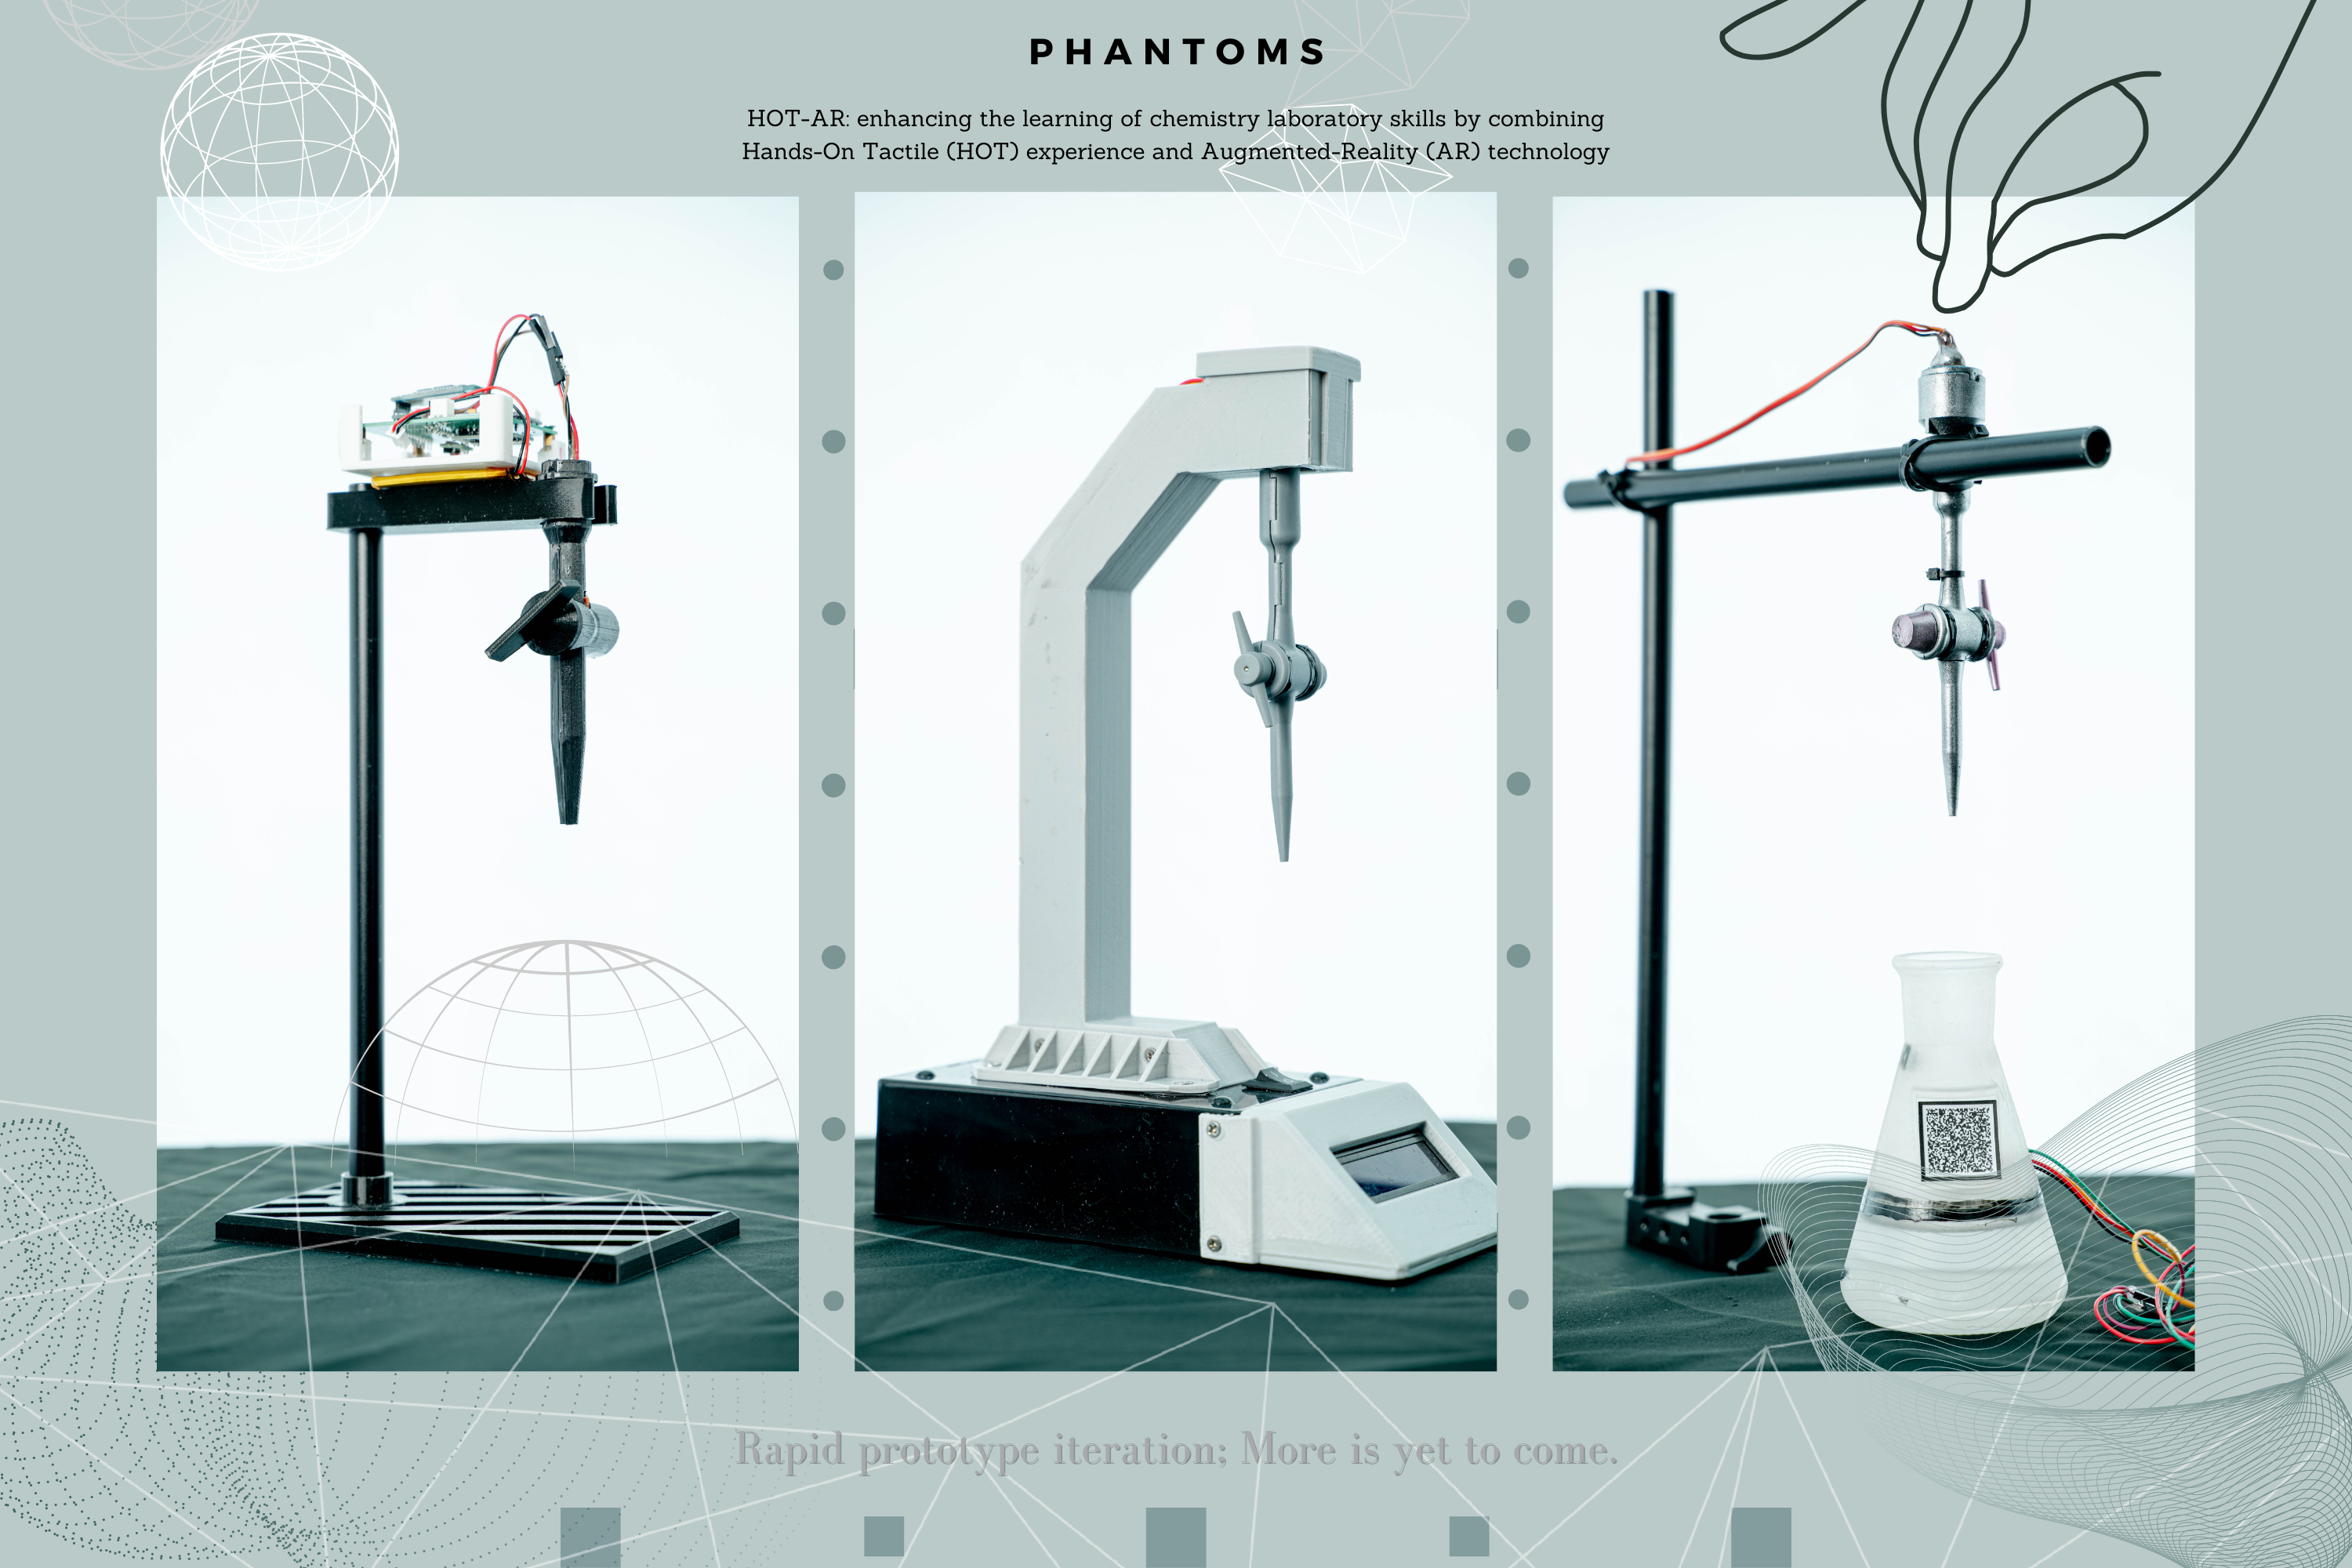 PHANTOMS
HOT-AR: enhancing the learning of chemistry laboratory skills by combining
Hands-On Tactile (HOT) experience and Augmented-Reality (AR) technology
Rapid prototype iteration; More is yet to come.